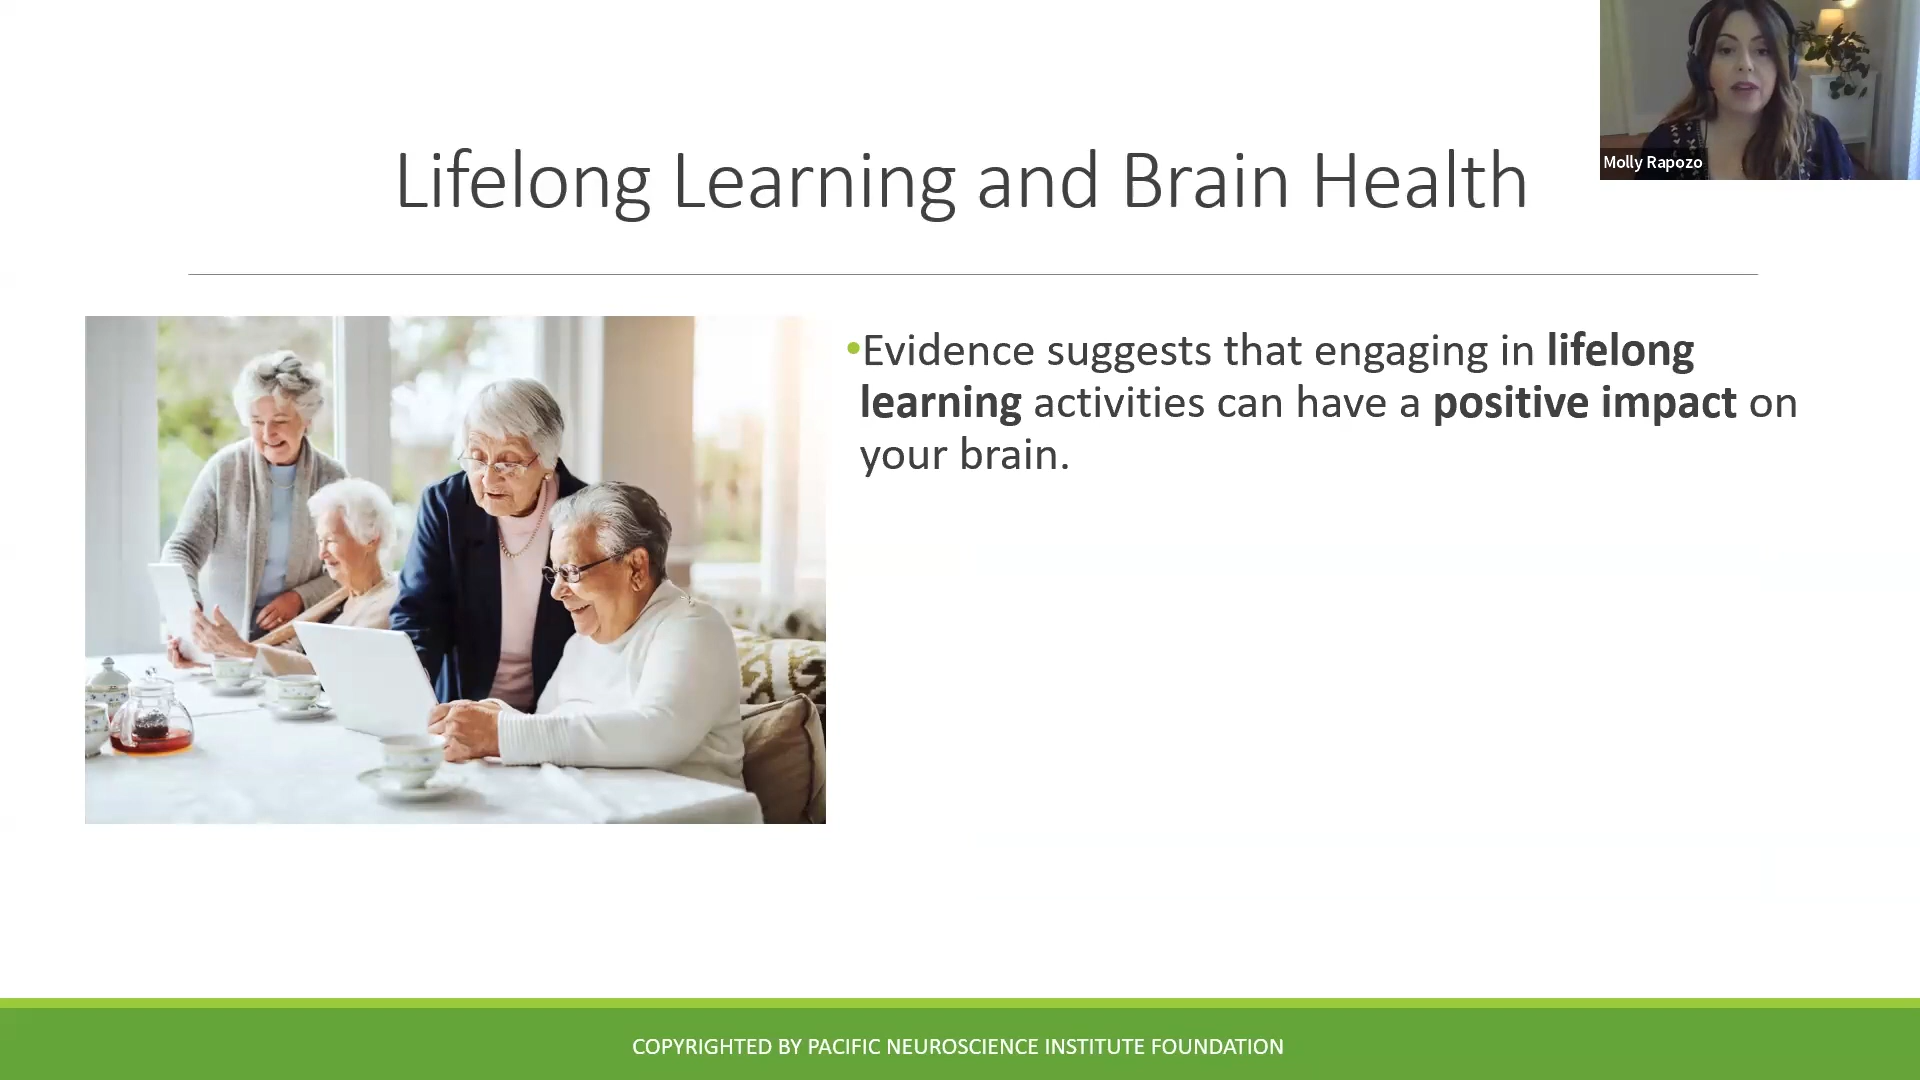 Lifelong Learning and Brain Health
Molly Rapozo
•Evidence suggests that engaging in lifelong
learning activities can have a positive impact on
your brain.
COPYRIGHTED BY PACIFIC NEUROSCIENCE INSTITUTE FOUNDATION